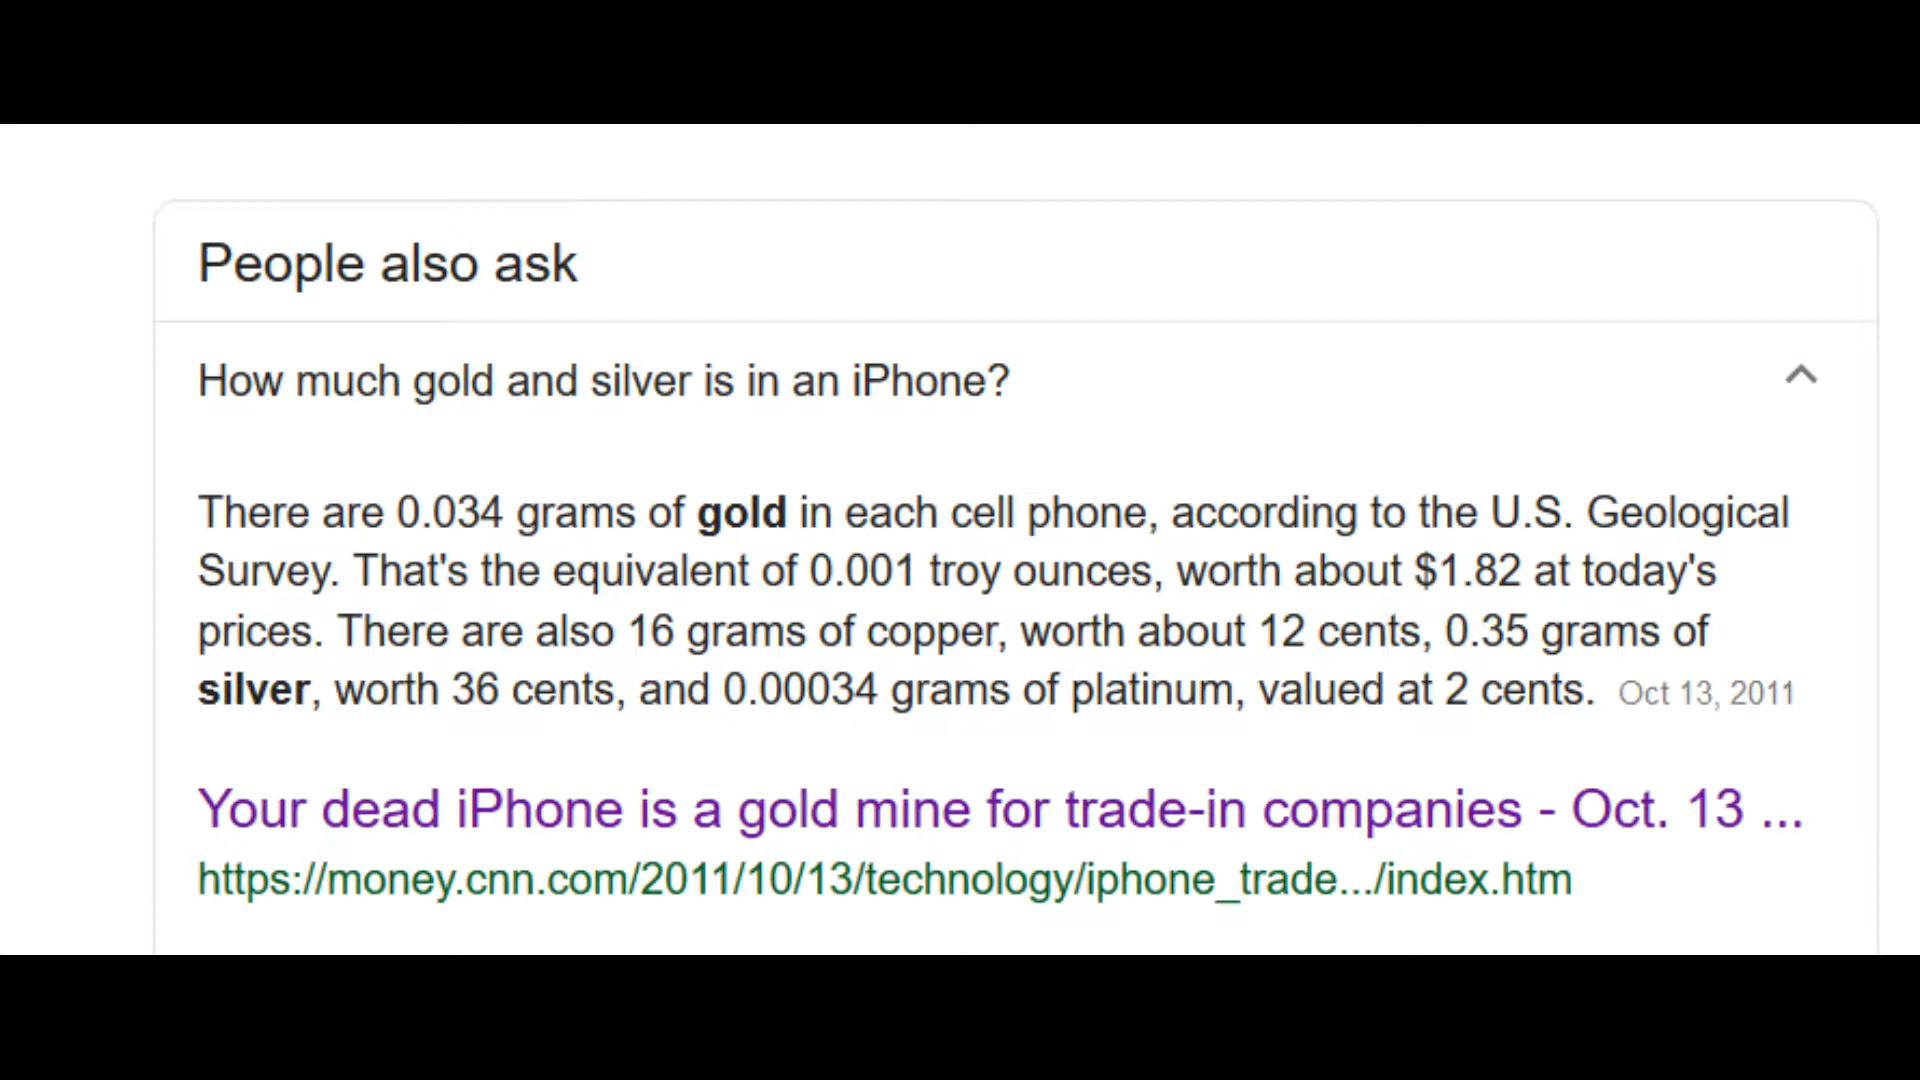 People also ask
How much gold and silver is in an iPhone?
There are 0.034 grams of gold in each cell phone, according to the U.S. Geological
Survey. That's the equivalent of 0.001 troy ounces, worth about $1.82 at today's
prices. There are also 16 grams of copper, worth about 12 cents, 0.35 grams of
silver, worth 36 cents, and 0.00034 grams of platinum, valued at 2 cents. Oct 13, 2011
Your dead iPhone is a gold mine for trade-in companies - Oct. 13 ...
https://money.cnn.com/2011/10/13/technology/iphone_trade.../index.htm